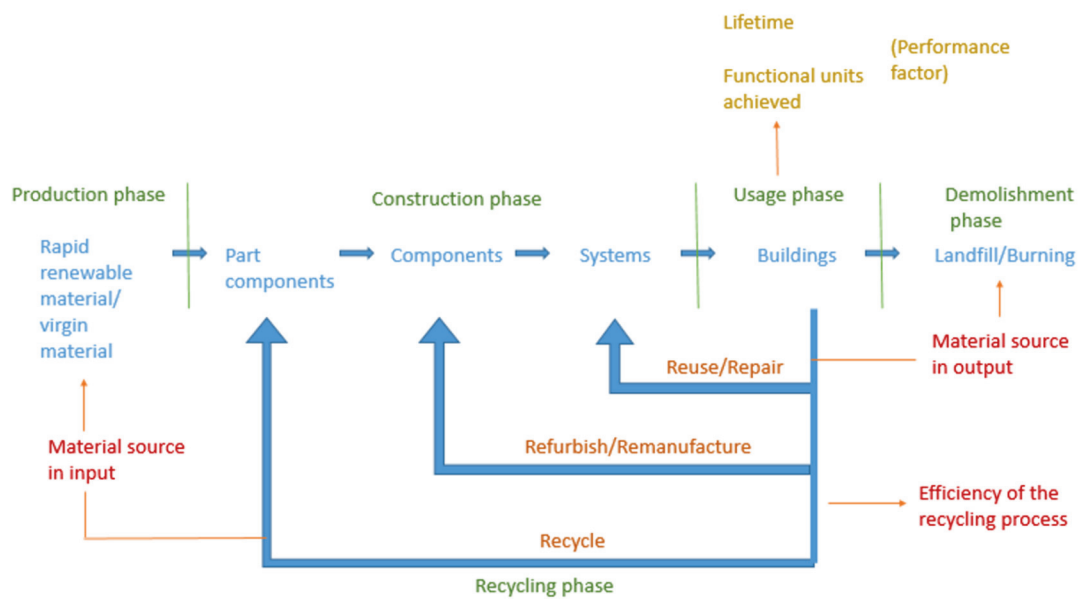 Lifetime
(Performance
factor)
Functional units
achieved
Production phase
Construction phase
Usage phase
Demolishment
phase
Rapid
renewable
material/
virgin
material
Part
components
Components
Systems
Buildings
Landfill/Burning
Reuse/Repair
Material source
in output
Material source
in input
Refurbish/Remanufacture
Efficiency of the
recycling process
Recycle
Recycling phase